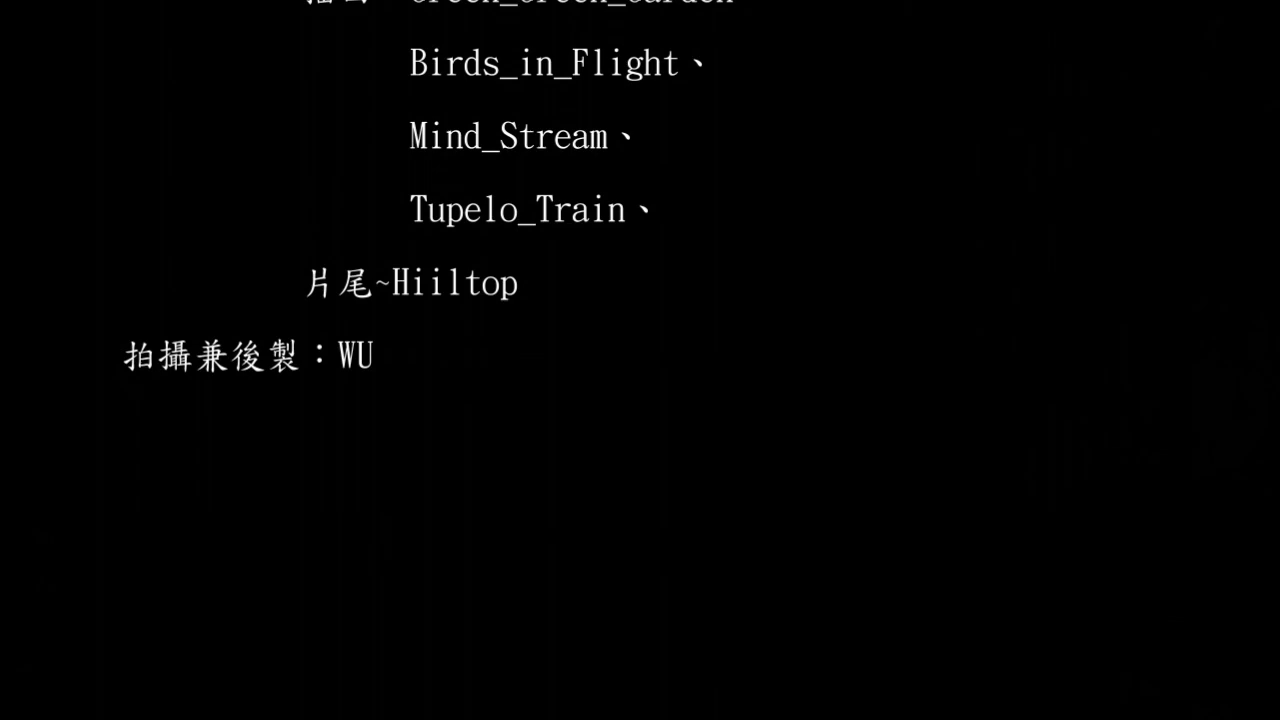 Birds_in_Flight、
Mind_Stream、
Tupelo_Train、
片尾~Hiiltop
拍攝兼後製：WU